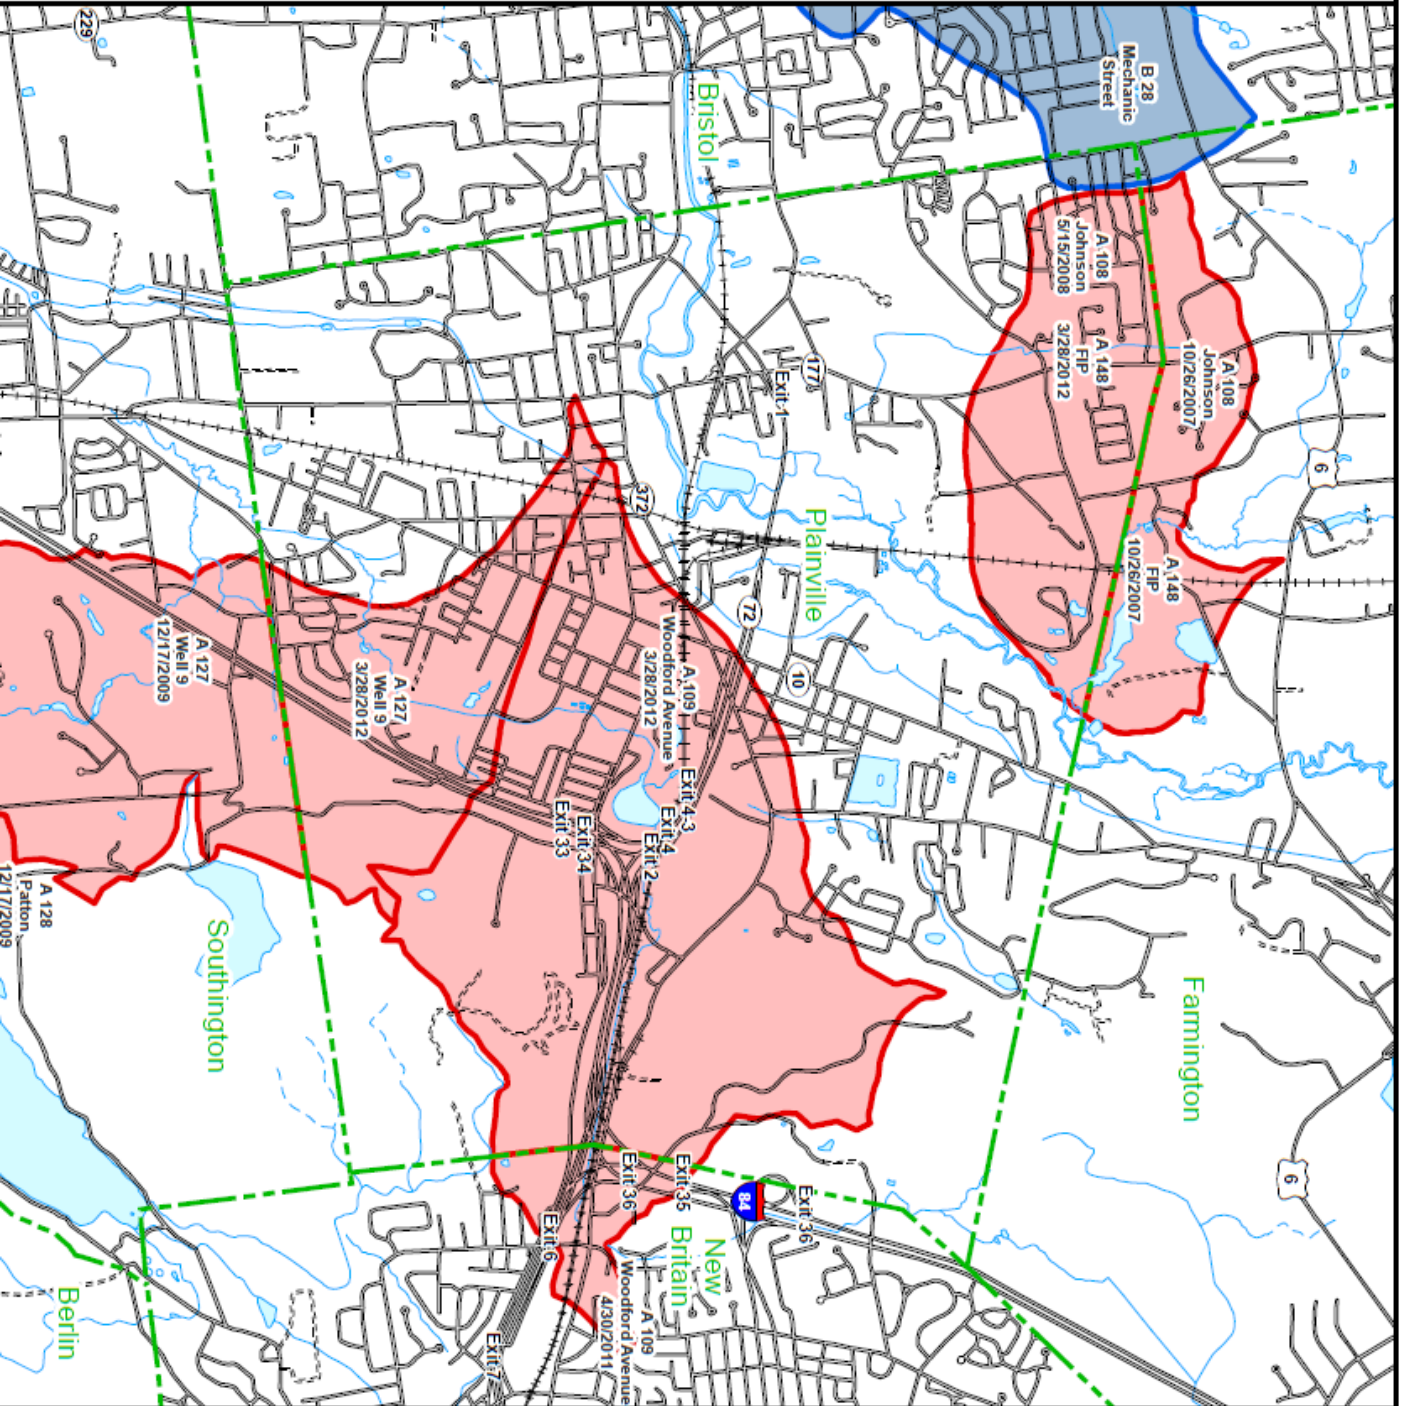 6
6
B 28
Mechanic
Street
A 108
Johnson
10/26/2007
Farmington
A 148
FIP
10/26/2007
A 108
Johnson
5/15/2008
A 148
FIP
3/28/2012
177
Plainville
10
Exit 36
Exit 1
72
84
Bristol
New
Britain
A 109
Woodford Avenue
3/28/2012
Exit 4-3
Exit 4
Exit 2
Exit 35
372
Exit 36
A 109
Woodford Avenue
4/30/2011
Exit 34
Exit 33
Exit 6
Exit 7
A 127
Well 9
3/28/2012
A 127
Well 9
12/17/2009
Southington
229
Berlin
A 128
Patton
12/17/2009